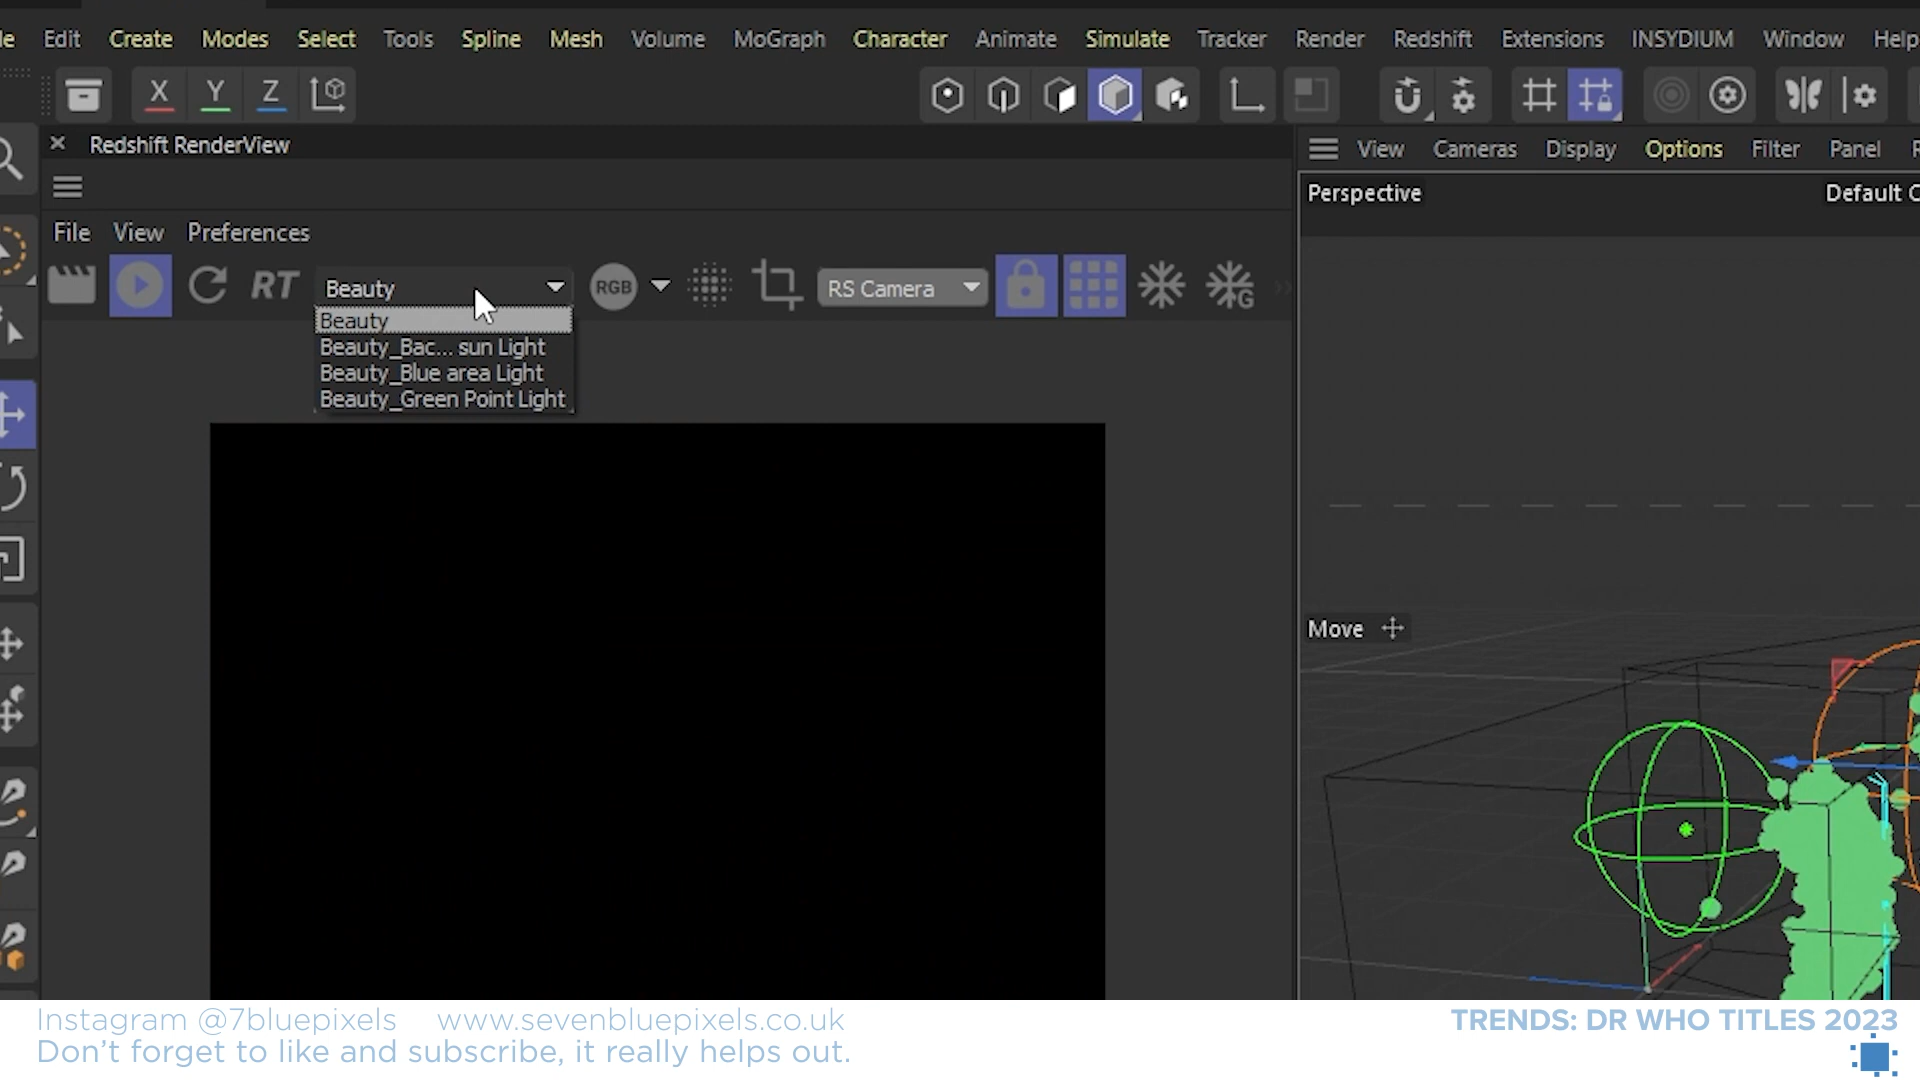 le Edit Create Modes Select Tools Spline Mesh Volume MoGraph Character Animate Simulate Tracker Render Redshift Extensions INSYDIUM Window Help
X Y Z
Redshift RenderView
View Cameras Display Options Filter Panel
Perspective Default C
File View Preferences
RT Beauty RGB RS Camera G
Beauty
Beauty_Bac... sun Light
Beauty_Blue area Light
Beauty_Green Point Light
Move
Instagram @7bluepixels www.sevenbluepixels.co.uk
Don't forget to like and subscribe, it really helps out.
TRENDS: DR WHO TITLES 2023